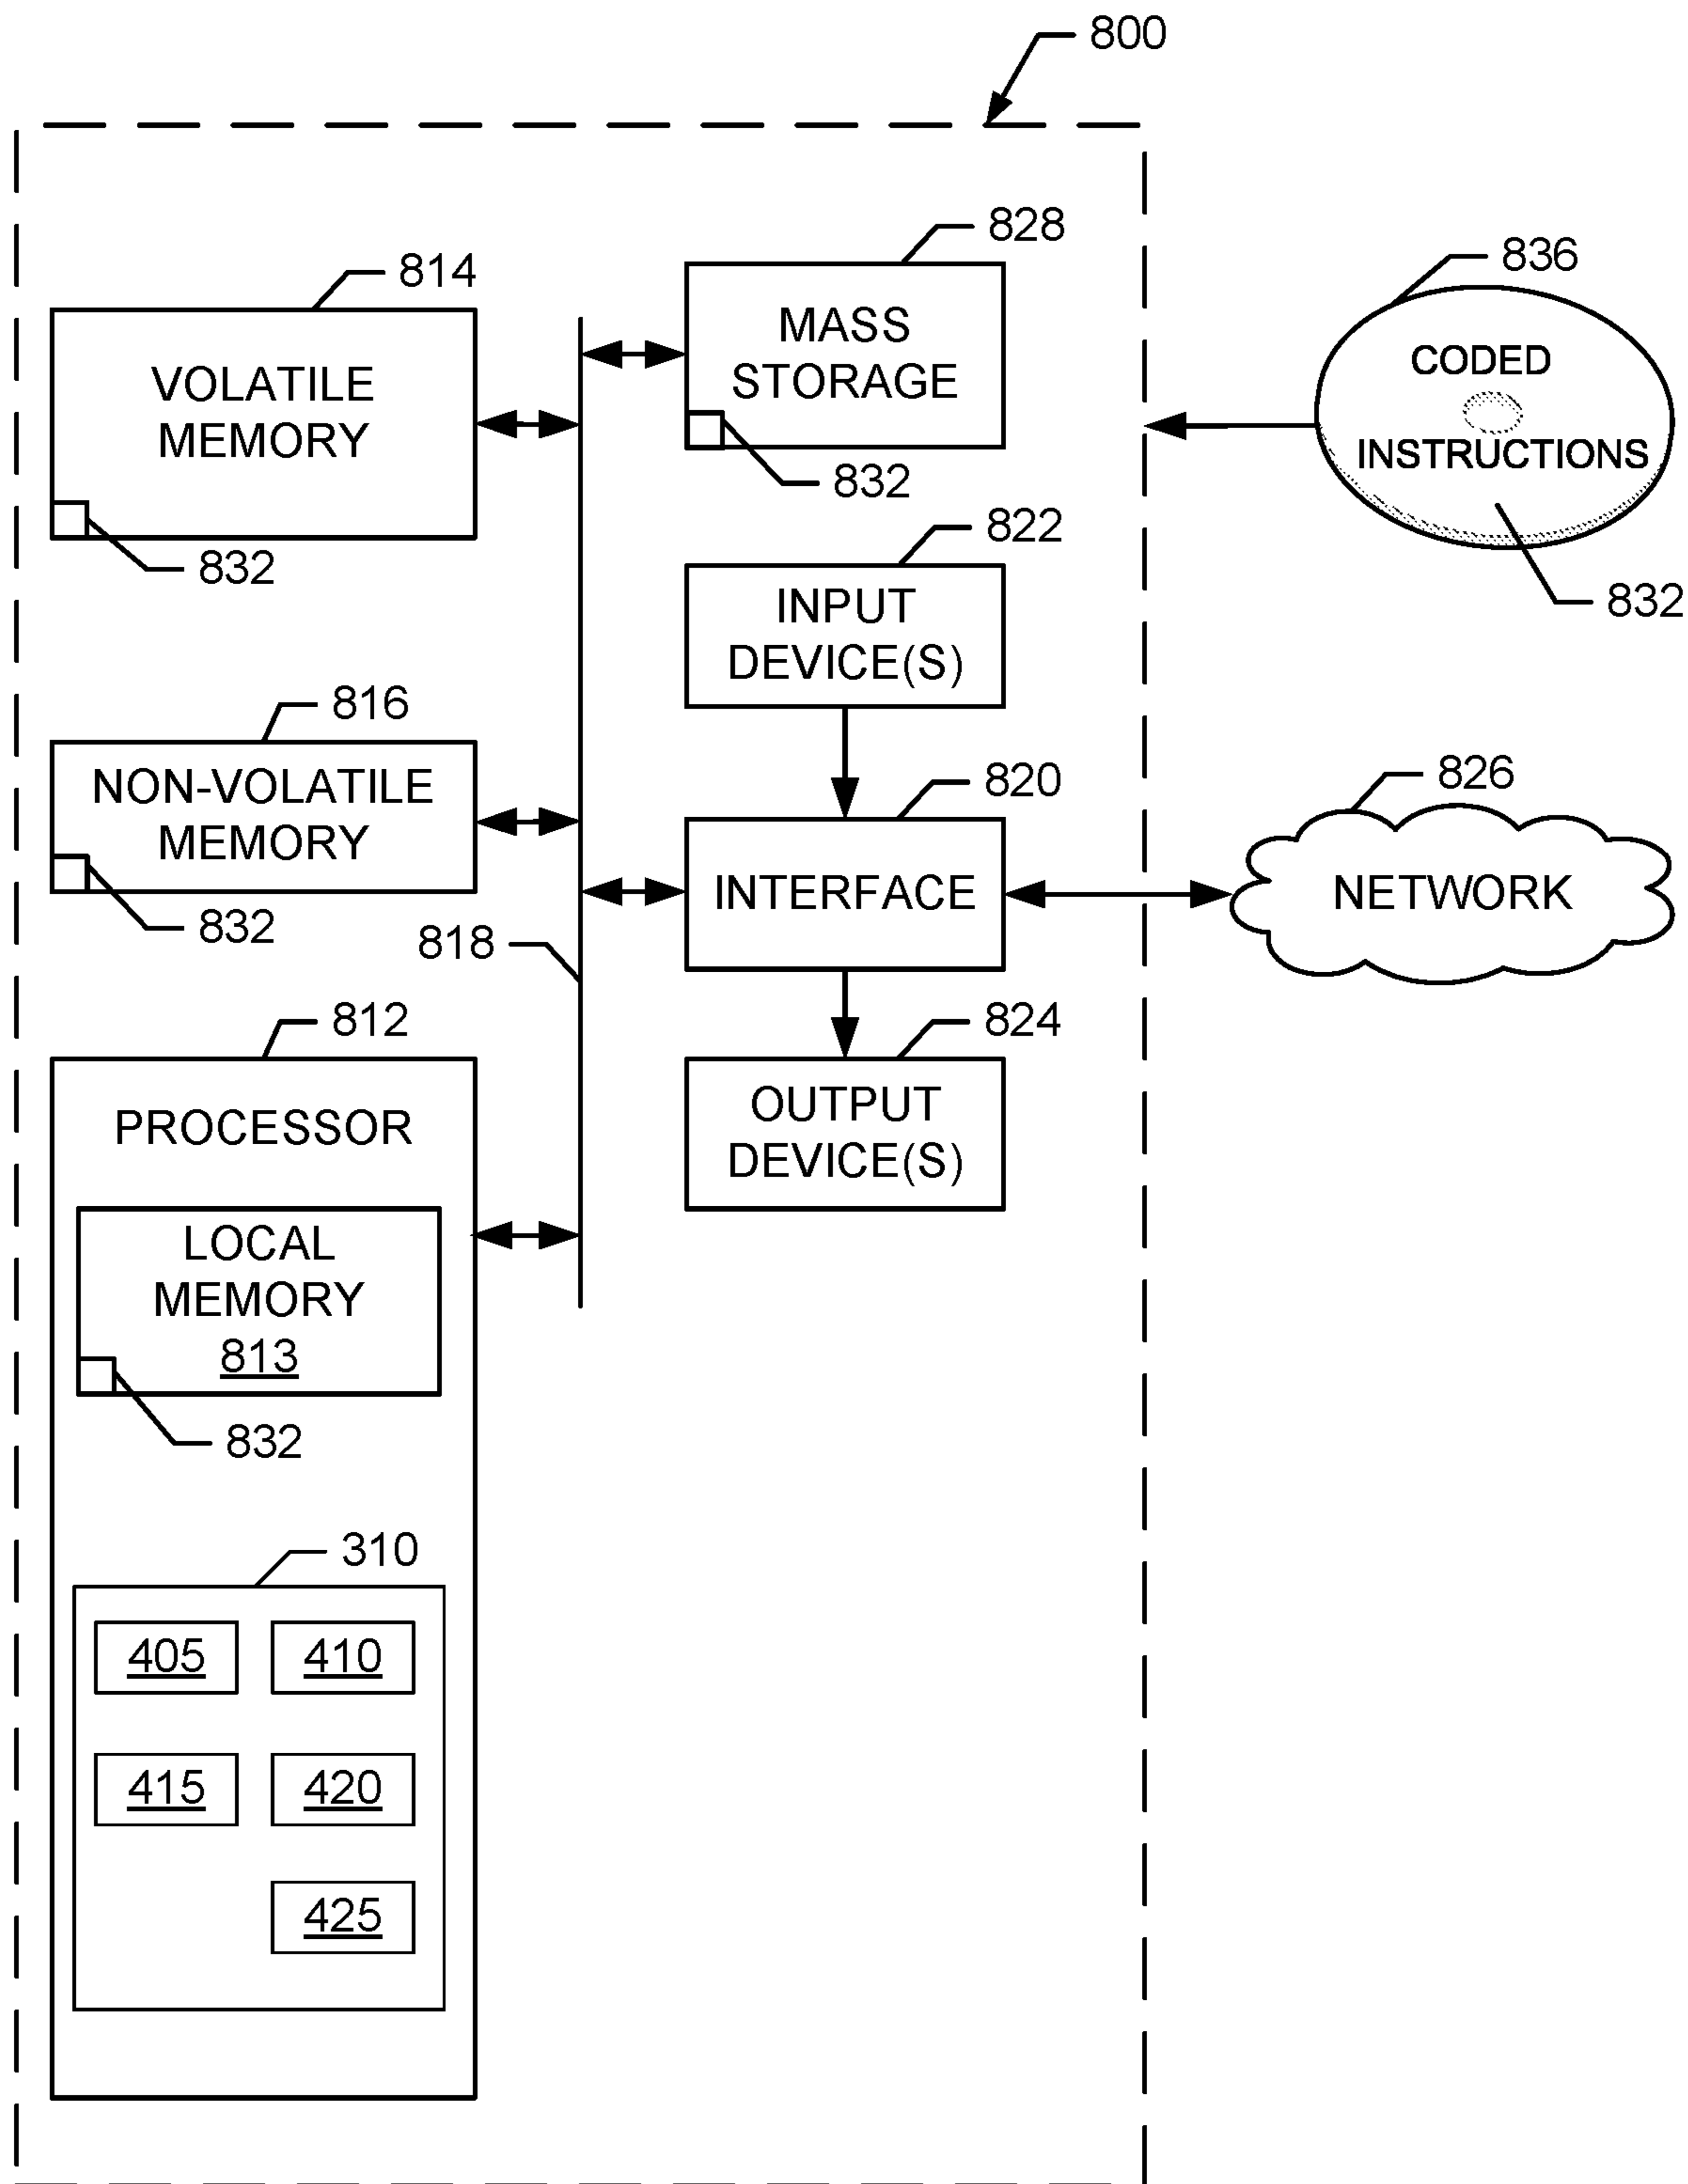 800
828
814
836
MASS
STORAGE
VOLATILE
MEMORY
CODED
INSTRUCTIONS
832
832
822
832
INPUT
DEVICE(S)
816
820
826
NON-VOLATILE
MEMORY
INTERFACE
NETWORK
832
818
812
824
PROCESSOR
OUTPUT
DEVICE(S)
LOCAL
MEMORY
813
832
310
405
410
415
420
425